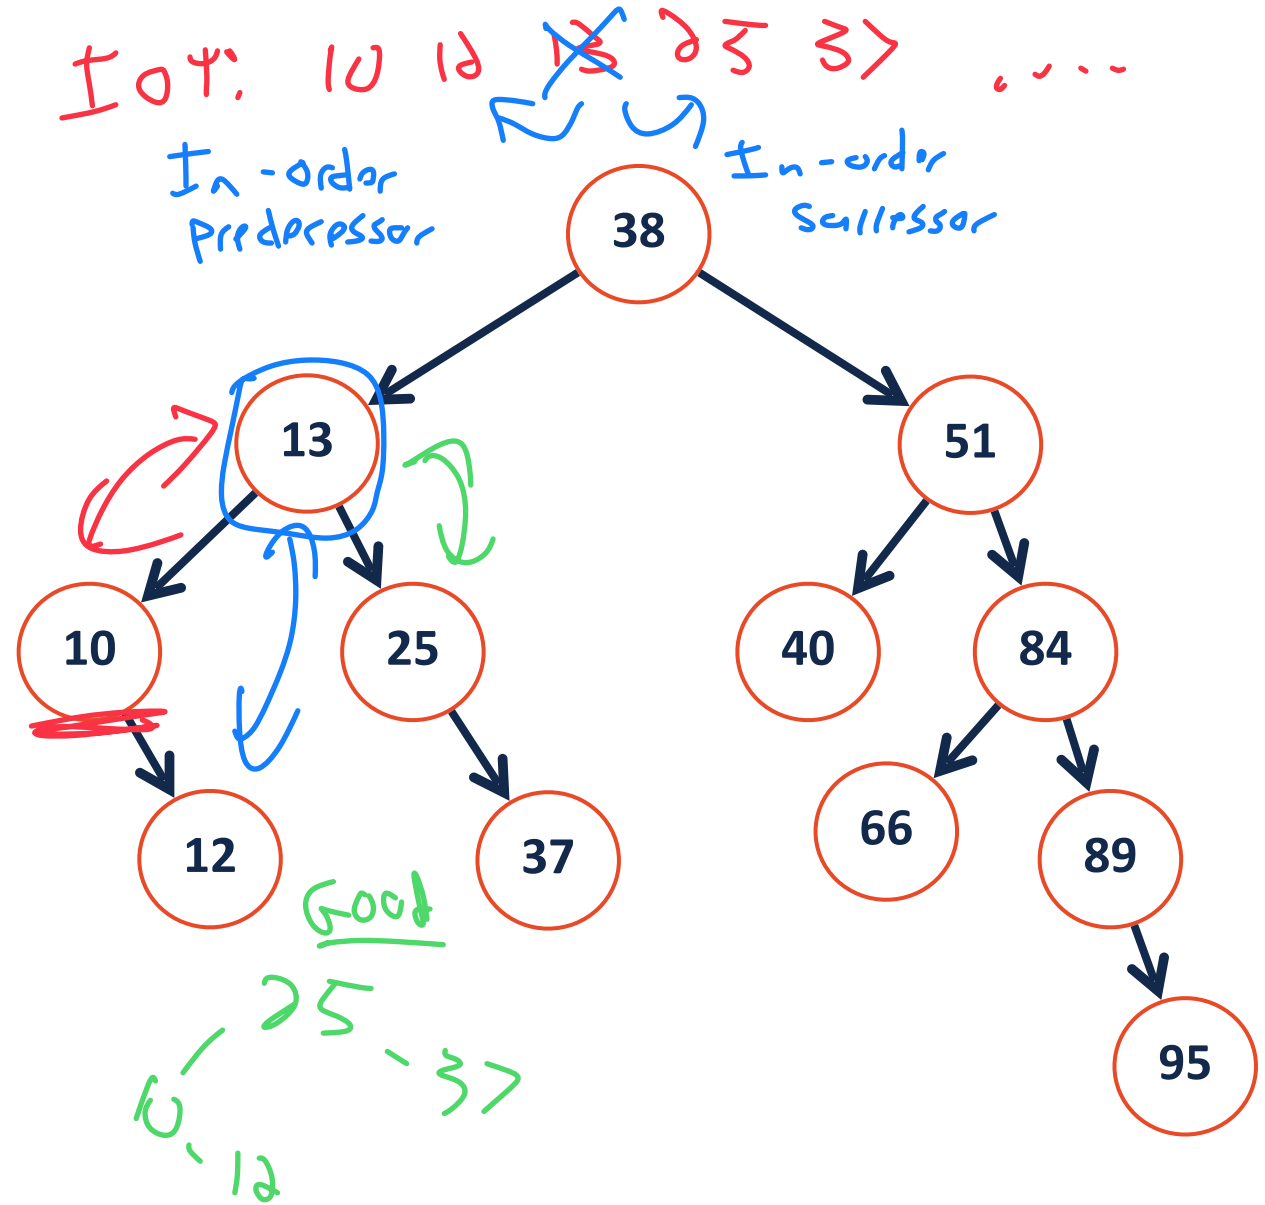 IOT: 10 12 13 25 37 . . . . .
In-order
predecessor
In-order
Successor
38
13
51
10
25
40
84
12
37
66
89
95
Good
25
37
10
12